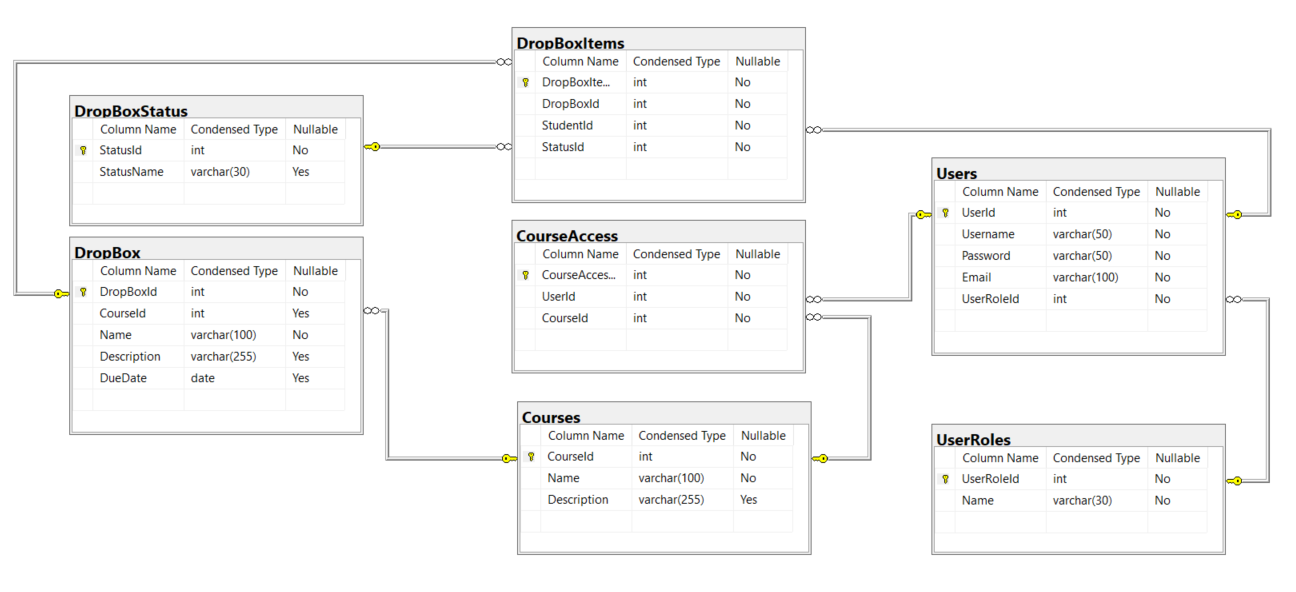 DropBoxItems
Column Name Condensed Type Nullable
DropBoxIte... int No
DropBoxId int No
StudentId int No
StatusId int No
DropBoxStatus
Column Name Condensed Type Nullable
StatusId int No
StatusName varchar(30) Yes
Users
Column Name Condensed Type Nullable
UserId int No
Username varchar(50) No
Password varchar(50) No
Email varchar(100) No
UserRoleId int No
CourseAccess
Column Name Condensed Type Nullable
CourseAcces... int No
UserId int No
CourseId int No
DropBox
Column Name Condensed Type Nullable
DropBoxId int No
CourseId int Yes
Name varchar(100) No
Description varchar(255) Yes
DueDate date Yes
Courses
Column Name Condensed Type Nullable
CourseId int No
Name varchar(100) No
Description varchar(255) Yes
UserRoles
Column Name Condensed Type Nullable
UserRoleId int No
Name varchar(30) No